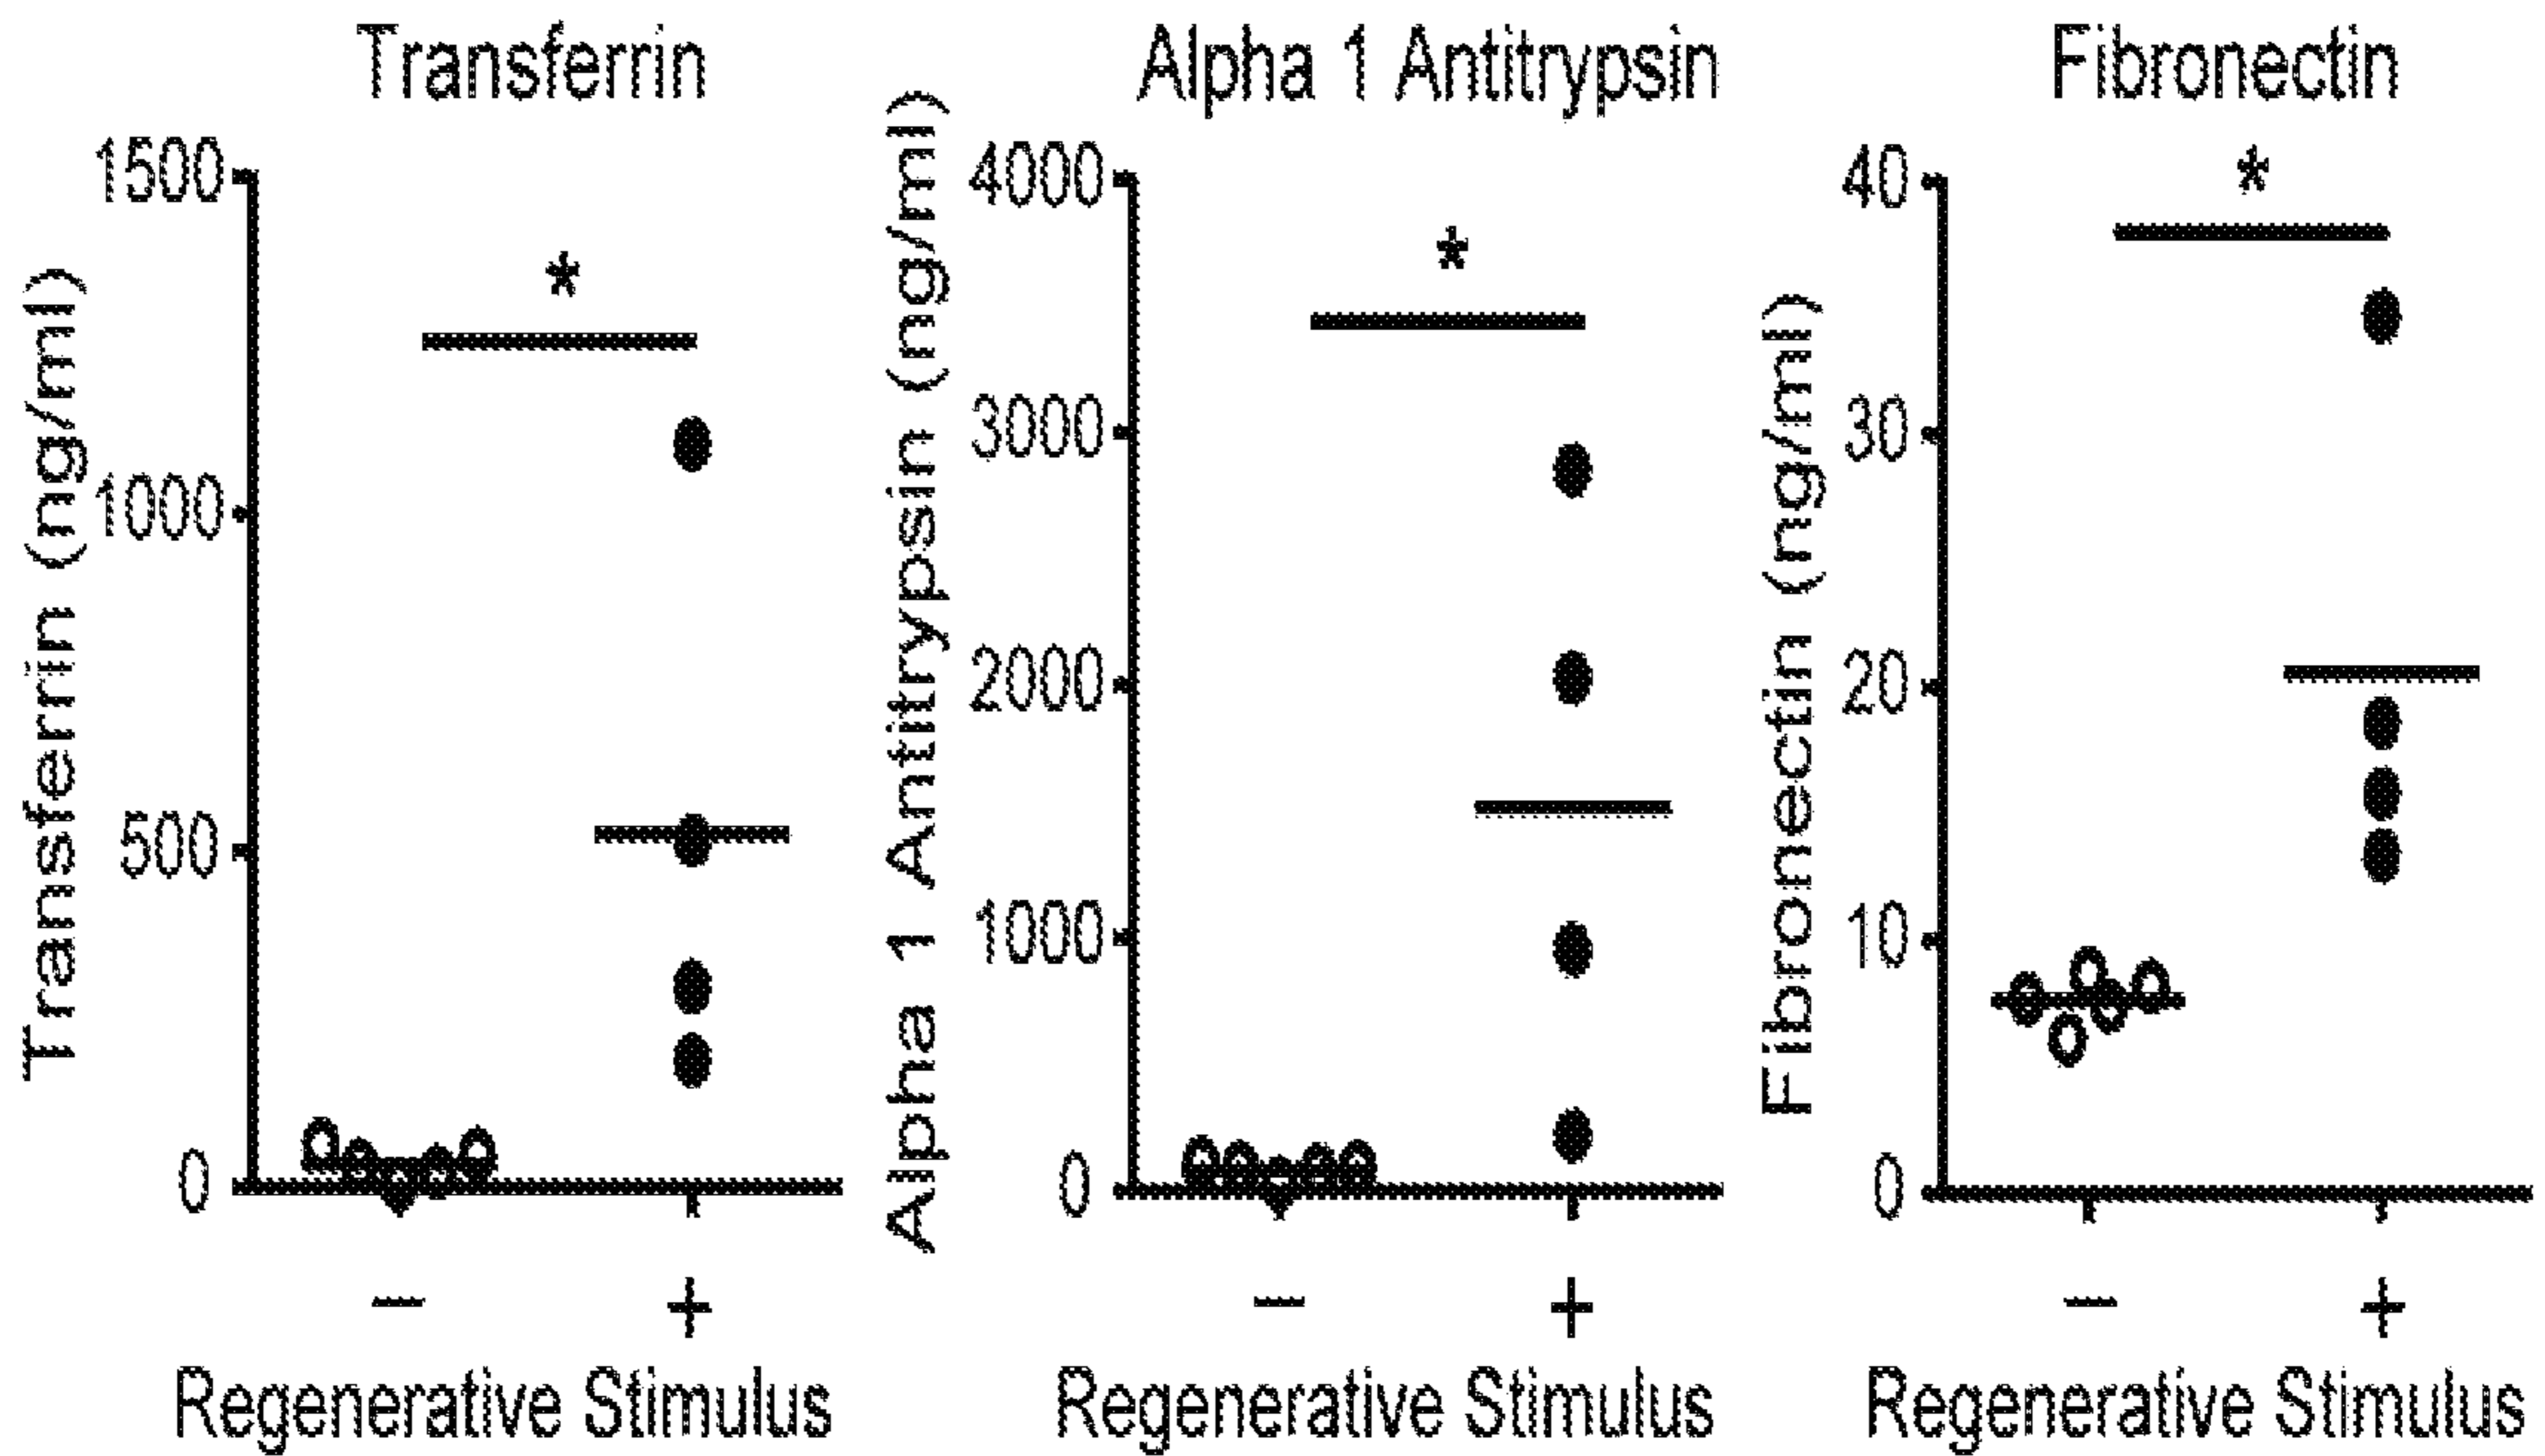 Transferrin
Transferrin (ng/ml)
1500
1000
500
0
*
− +
Regenerative Stimulus
Alpha 1 Antitrypsin
Alpha 1 Antitrypsin (ng/ml)
4000
3000
2000
1000
0
*
− +
Regenerative Stimulus
Fibronectin
Fibronectin (ng/ml)
40
30
20
10
0
*
− +
Regenerative Stimulus